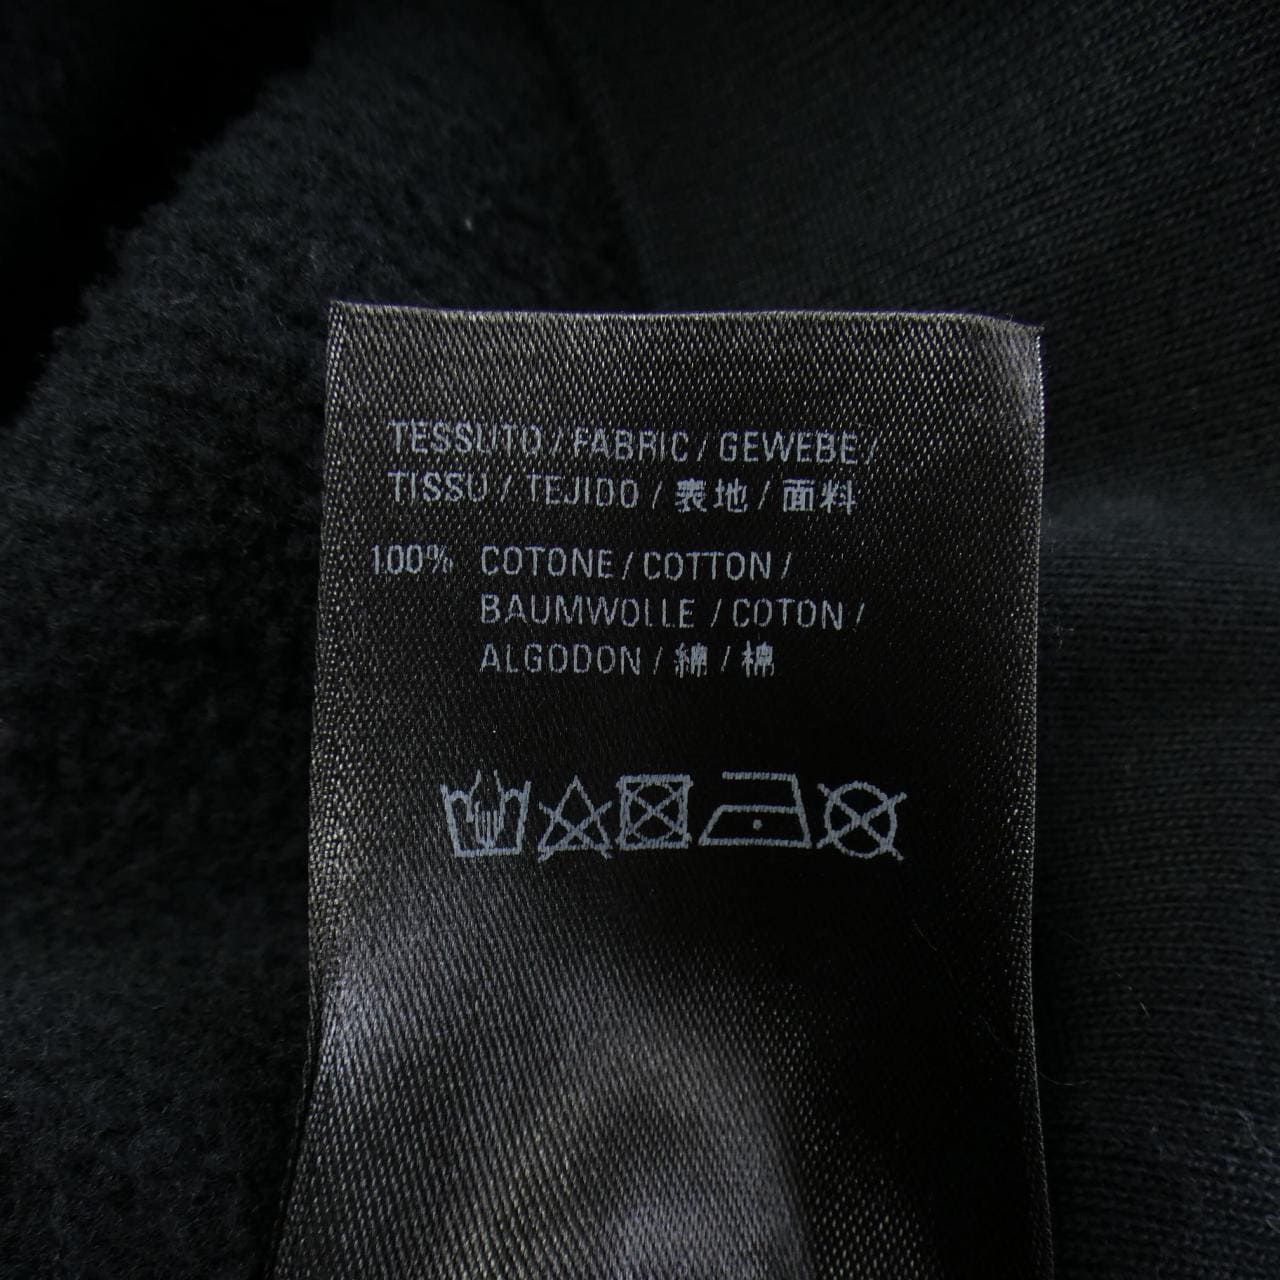 TESSUTO / FABRIC / GEWEBE /
TISSU / TEJIDO / 表地 / 面料
100% COTONE / COTTON /
BAUMWOLLE / COTON /
ALGODON / 綿 / 棉